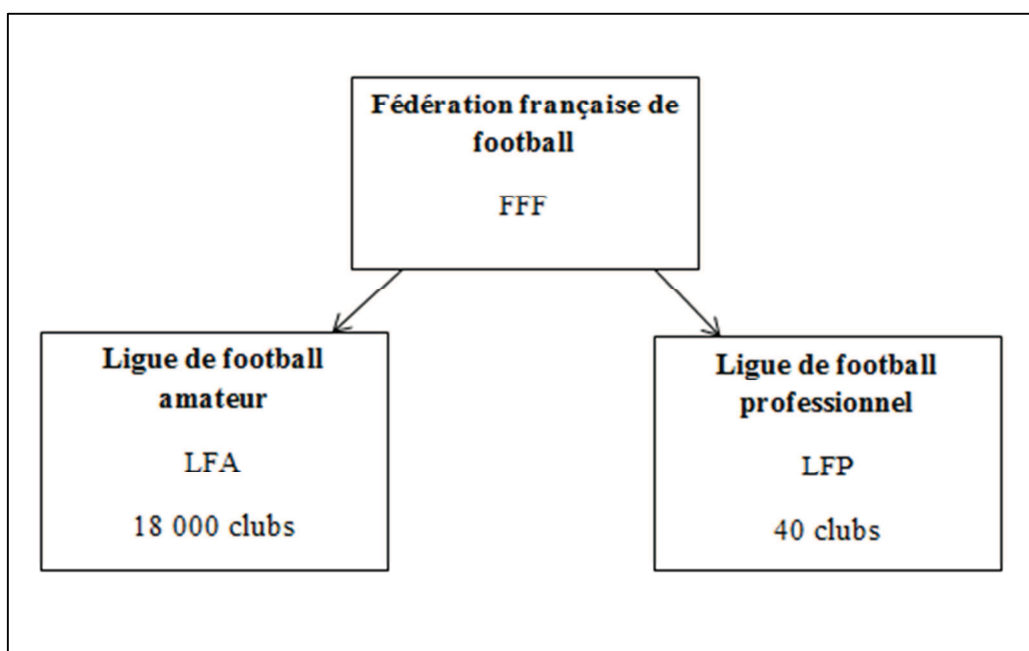 Fédération française de
football
FFF
Ligue de football
amateur
LFA
18 000 clubs
Ligue de football
professionnel
LFP
40 clubs